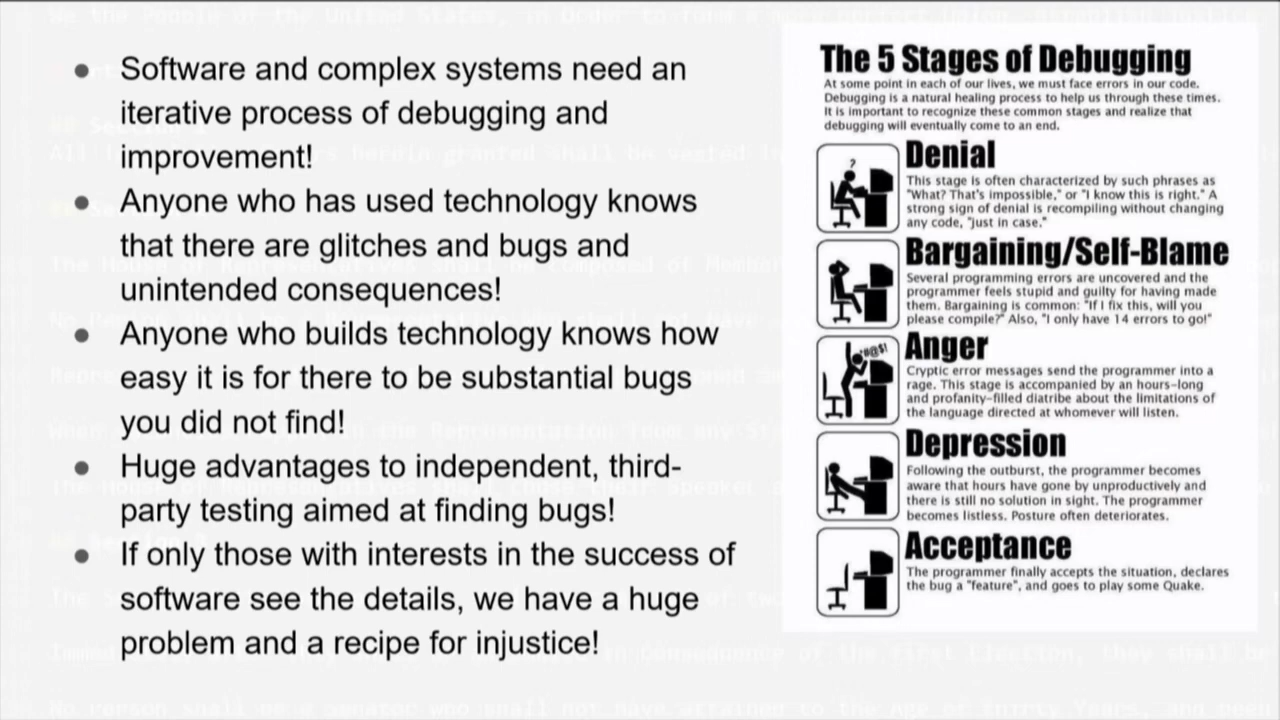 Software and complex systems need an
iterative process of debugging and
improvement!
Anyone who has used technology knows
that there are glitches and bugs and
unintended consequences!
Anyone who builds technology knows how
easy it is for there to be substantial bugs
you did not find!
Huge advantages to independent, third-
party testing aimed at finding bugs!
If only those with interests in the success of
software see the details, we have a huge
problem and a recipe for injustice!
The 5 Stages of Debugging
At some point in each of our lives, we must face errors in our code.
Debugging is a natural healing process to help us through these times.
It is important to recognize these common stages and realize that
debugging will eventually come to an end.
?
Denial
This stage is often characterized by such phrases as
"What? That's impossible," or "I know this is right." A
strong sign of denial is recompiling without changing
any code, "just in case."
Bargaining/Self-Blame
Several programming errors are uncovered and the
programmer feels stupid and guilty for having made
them. Bargaining is common: "If I fix this, will you
please compile?" Also, "I only have 14 errors to go!"
#@$!
Anger
Cryptic error messages send the programmer into a
rage. This stage is accompanied by an hours-long
and profanity-filled diatribe about the limitations of
the language directed at whomever will listen.
Depression
Following the outburst, the programmer becomes
aware that hours have gone by unproductively and
there is still no solution in sight. The programmer
becomes listless. Posture often deteriorates.
Acceptance
The programmer finally accepts the situation, declares
the bug a "feature", and goes to play some Quake.